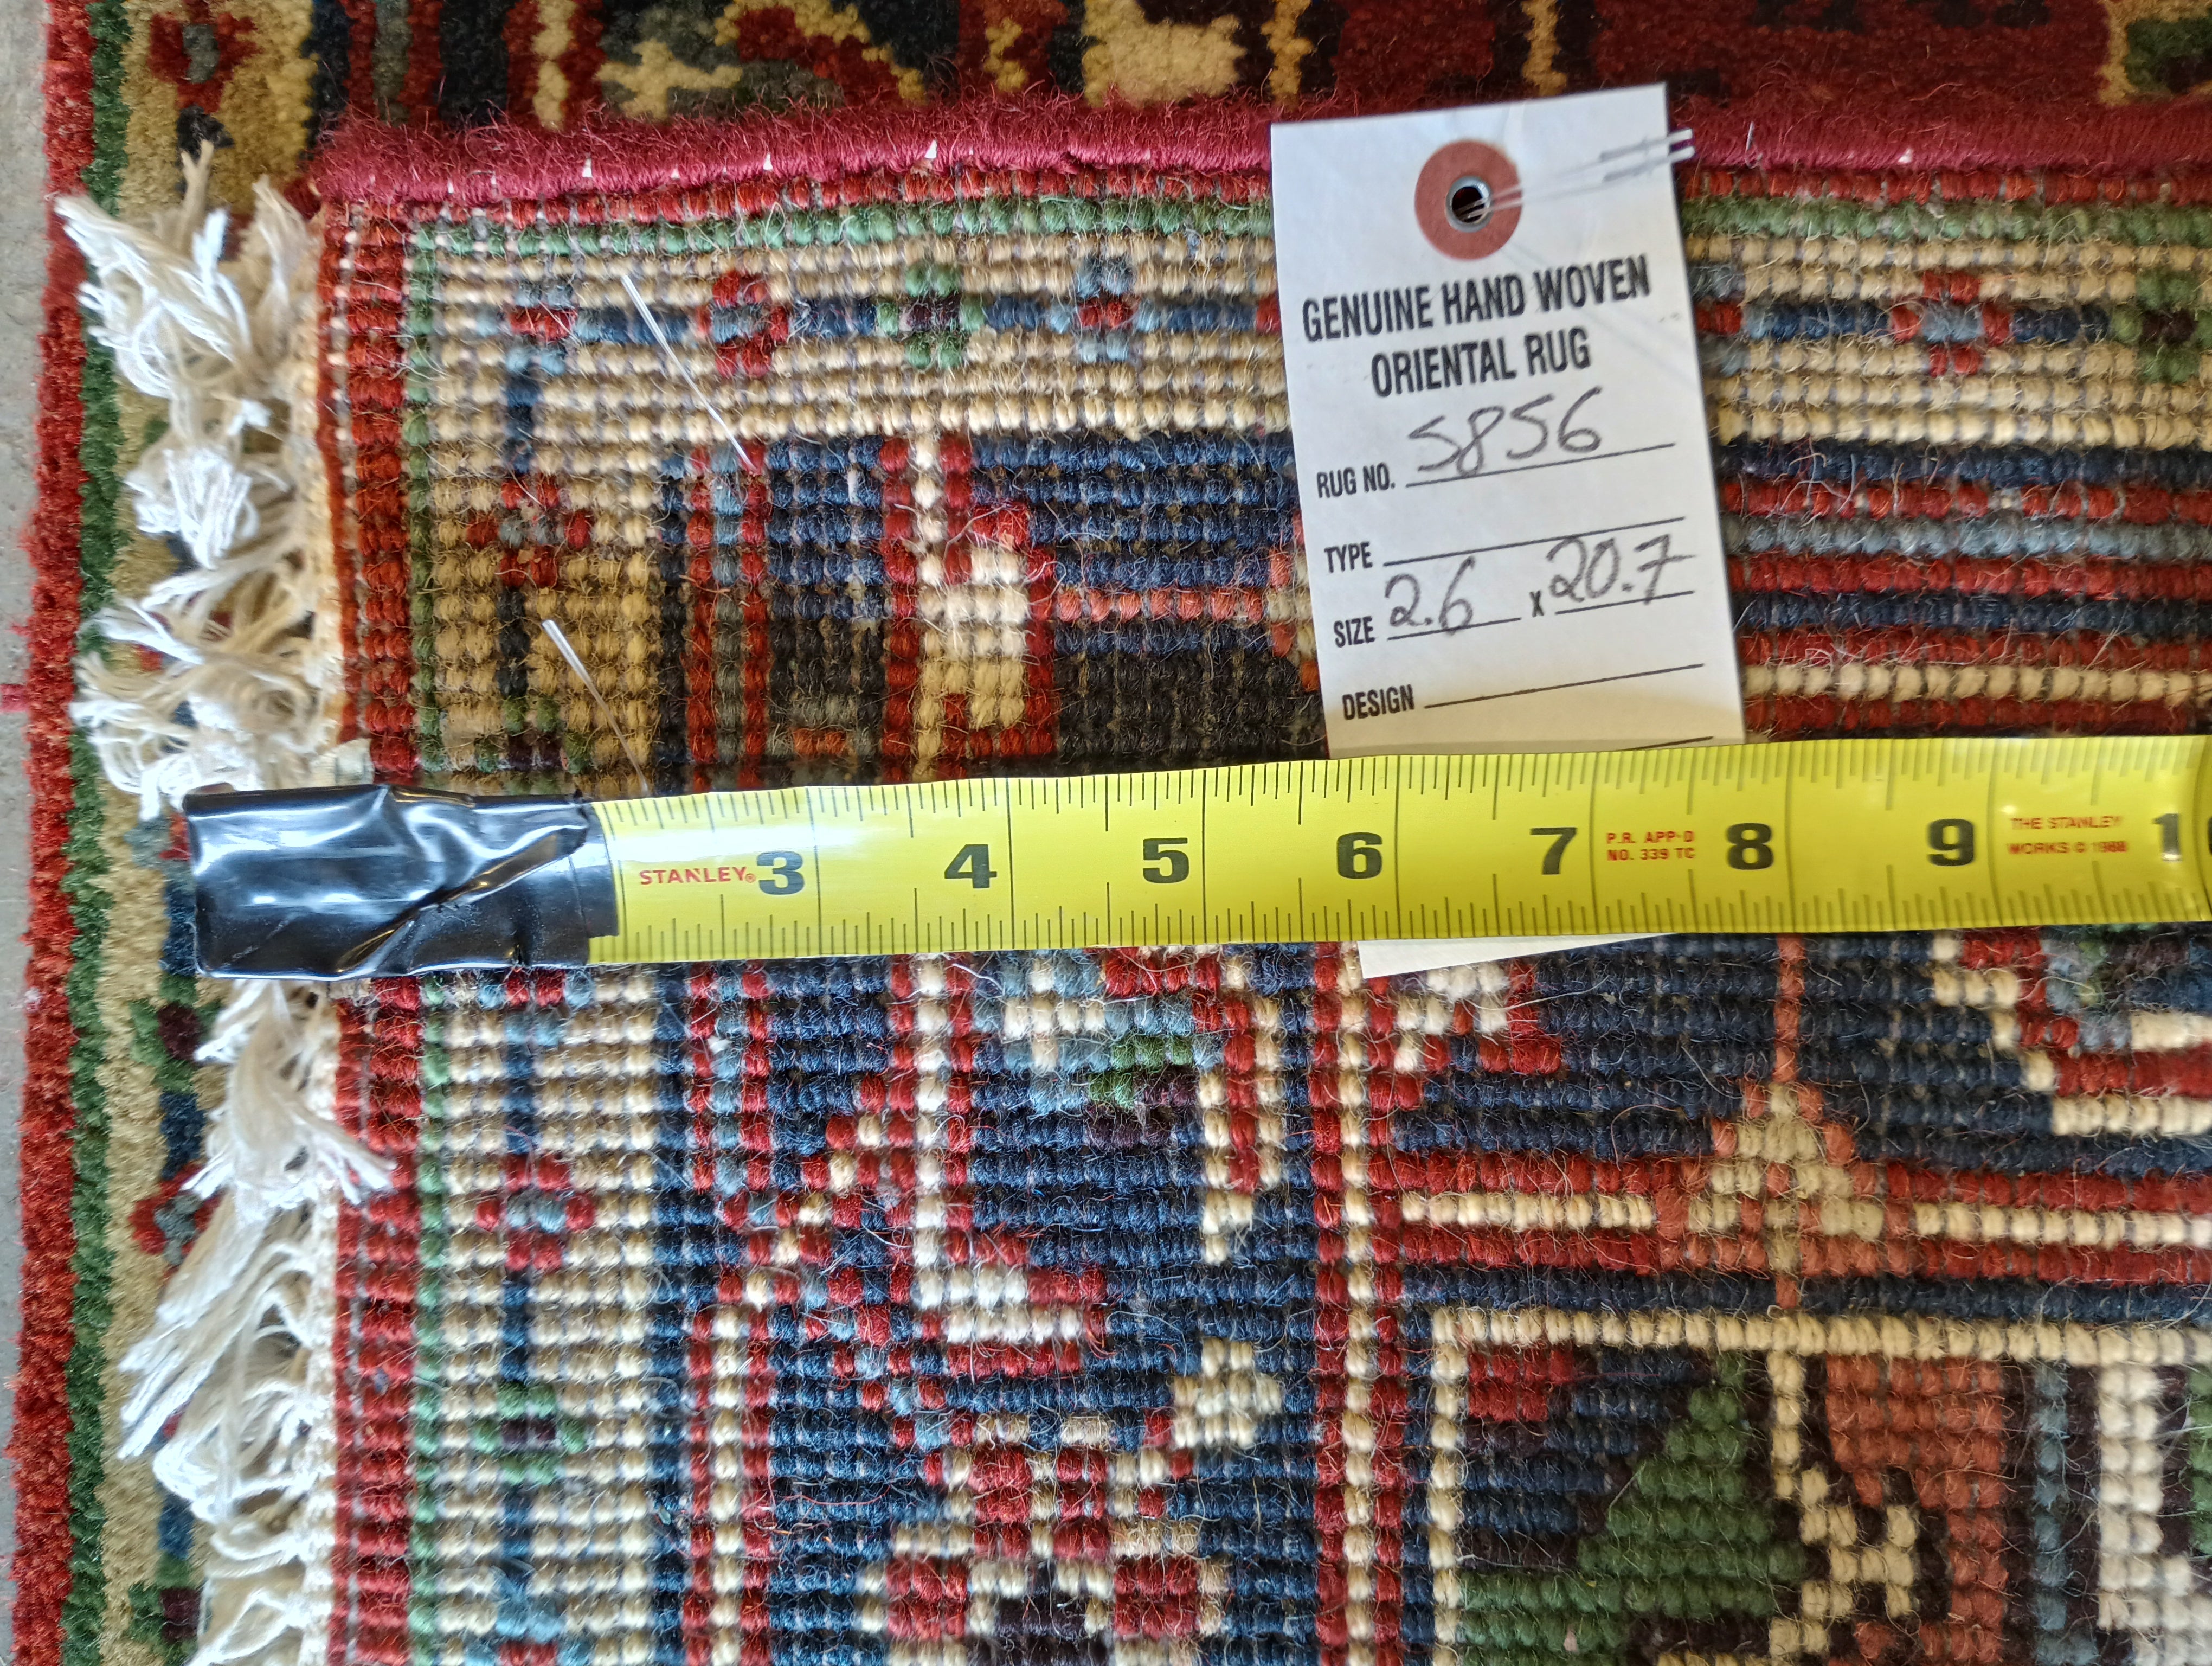 GENUINE HAND WOVEN
ORIENTAL RUG
RUG NO. 5856
TYPE
SIZE 2.6 x 20.7
DESIGN
STANLEY® 3 4 5 6 7 P.R. APP'D 8 9 THE STANLEY
NO. 339 TC WORKS © 1988